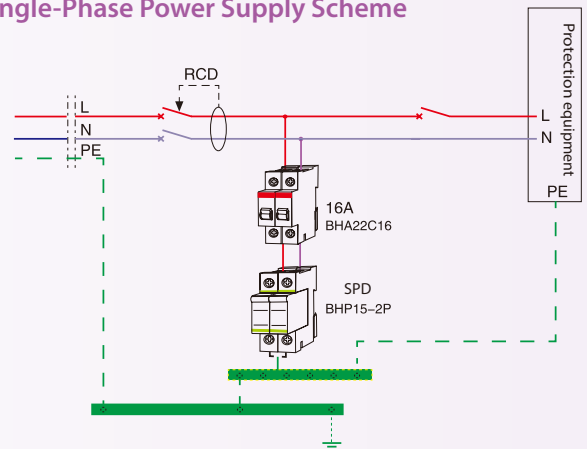 ngle-Phase Power Supply Scheme
RCD
L
N
PE
L
N
PE
Protection equipment
16A
BHA22C16
SPD
BHP15-2P